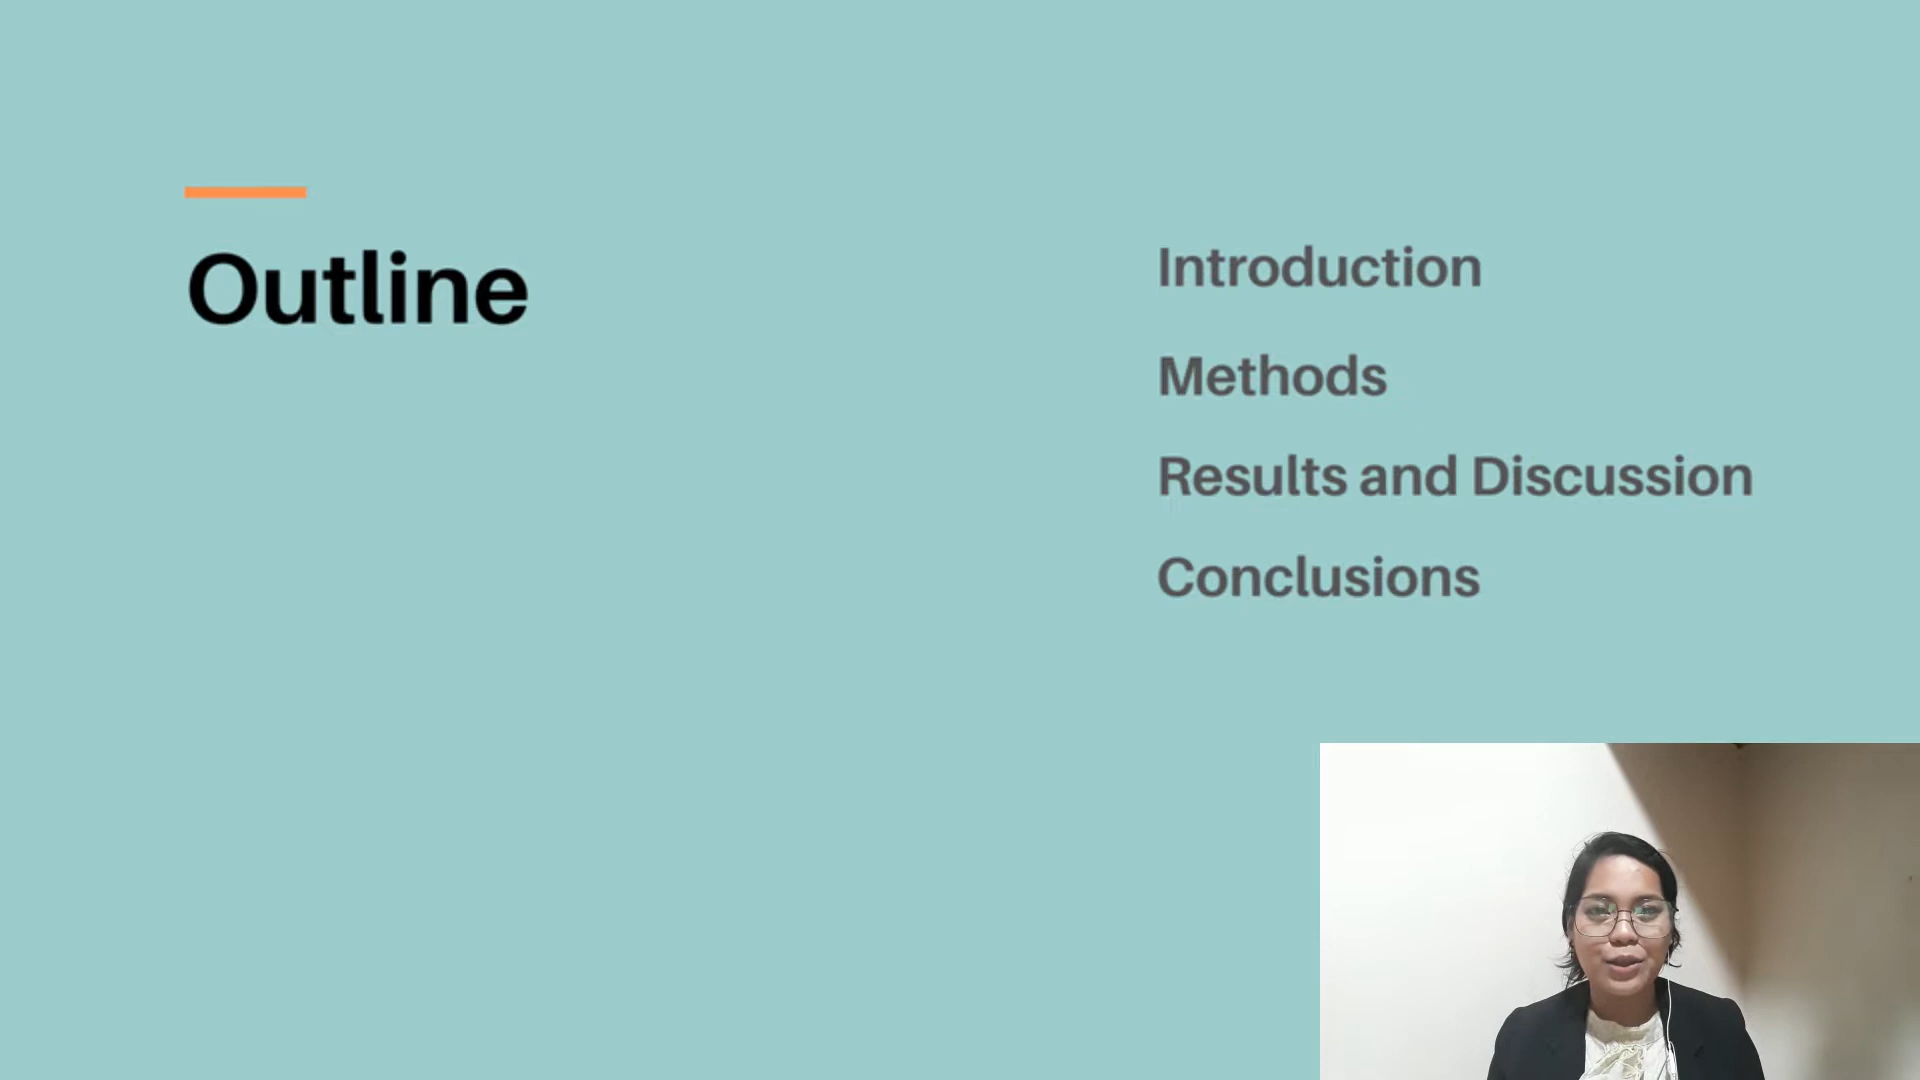 Outline
Introduction
Methods
Results and Discussion
Conclusions